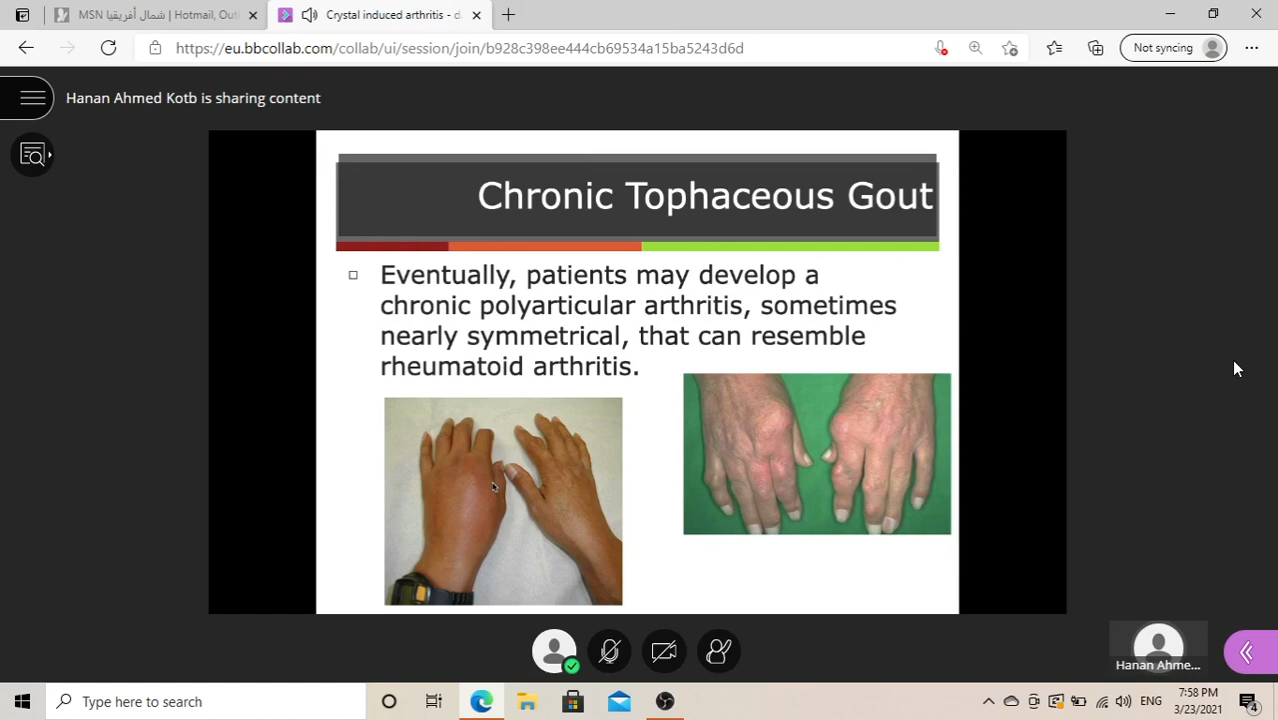 MSN شمال أفريقيا | Hotmail, Outl
Crystal induced arthritis - d
https://eu.bbcollab.com/collab/ui/session/join/b928c398ee444cb69534a15ba5243d6d
Not syncing
Hanan Ahmed Kotb is sharing content
Chronic Tophaceous Gout
Eventually, patients may develop a
chronic polyarticular arthritis, sometimes
nearly symmetrical, that can resemble
rheumatoid arthritis.
Hanan Ahme...
Type here to search
ENG
7:58 PM
3/23/2021
4